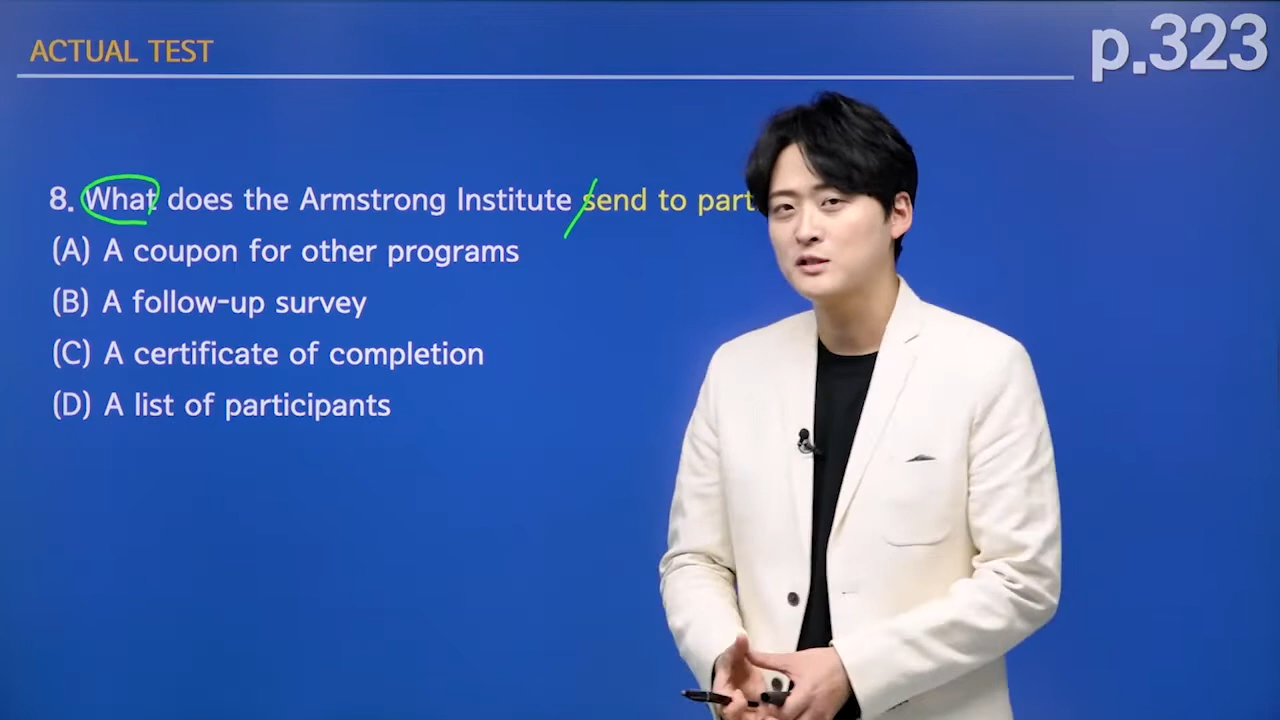 ACTUAL TEST
p.323
8. What does the Armstrong Institute send to part
(A) A coupon for other programs
(B) A follow-up survey
(C) A certificate of completion
(D) A list of participants